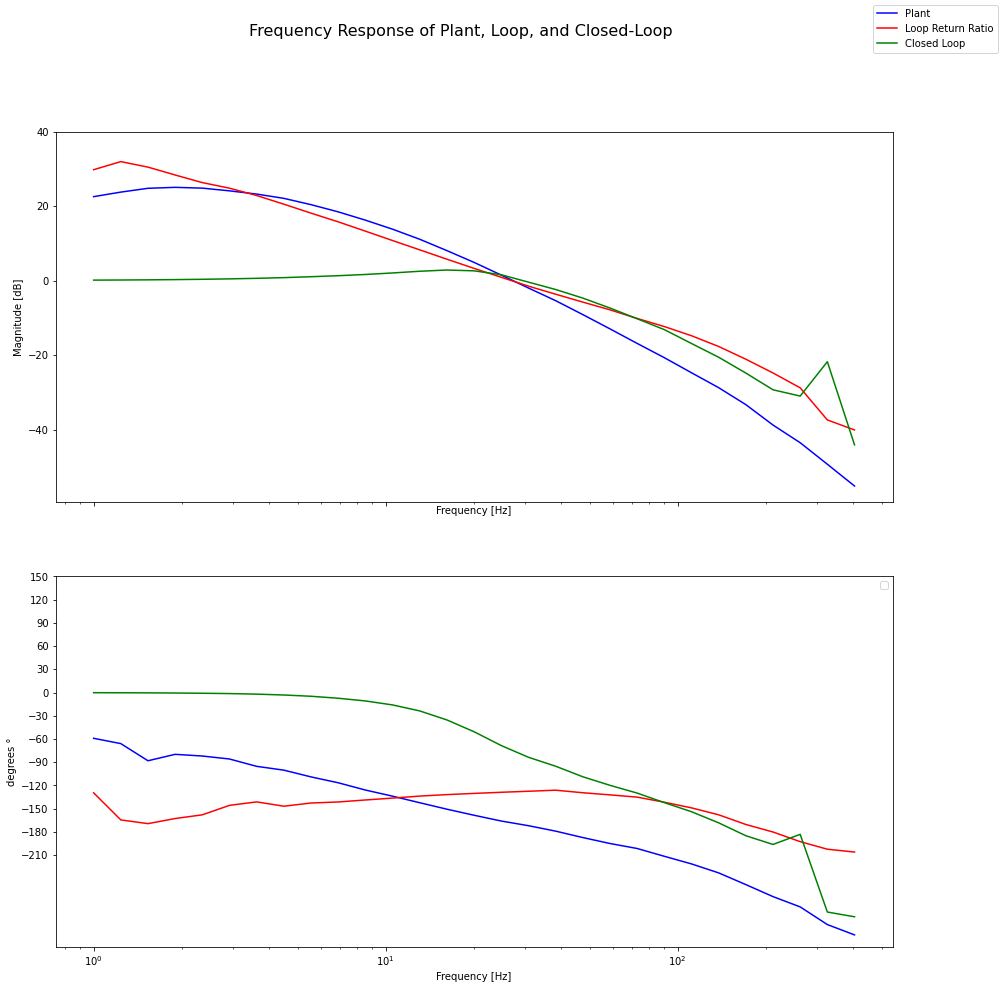 Frequency Response of Plant, Loop, and Closed-Loop
Plant
Loop Return Ratio
Closed Loop
Magnitude [dB]
40
20
0
−20
−40
Frequency [Hz]
degrees °
150
120
90
60
30
0
−30
−60
−90
−120
−150
−180
−210
10⁰
10¹
10²
Frequency [Hz]